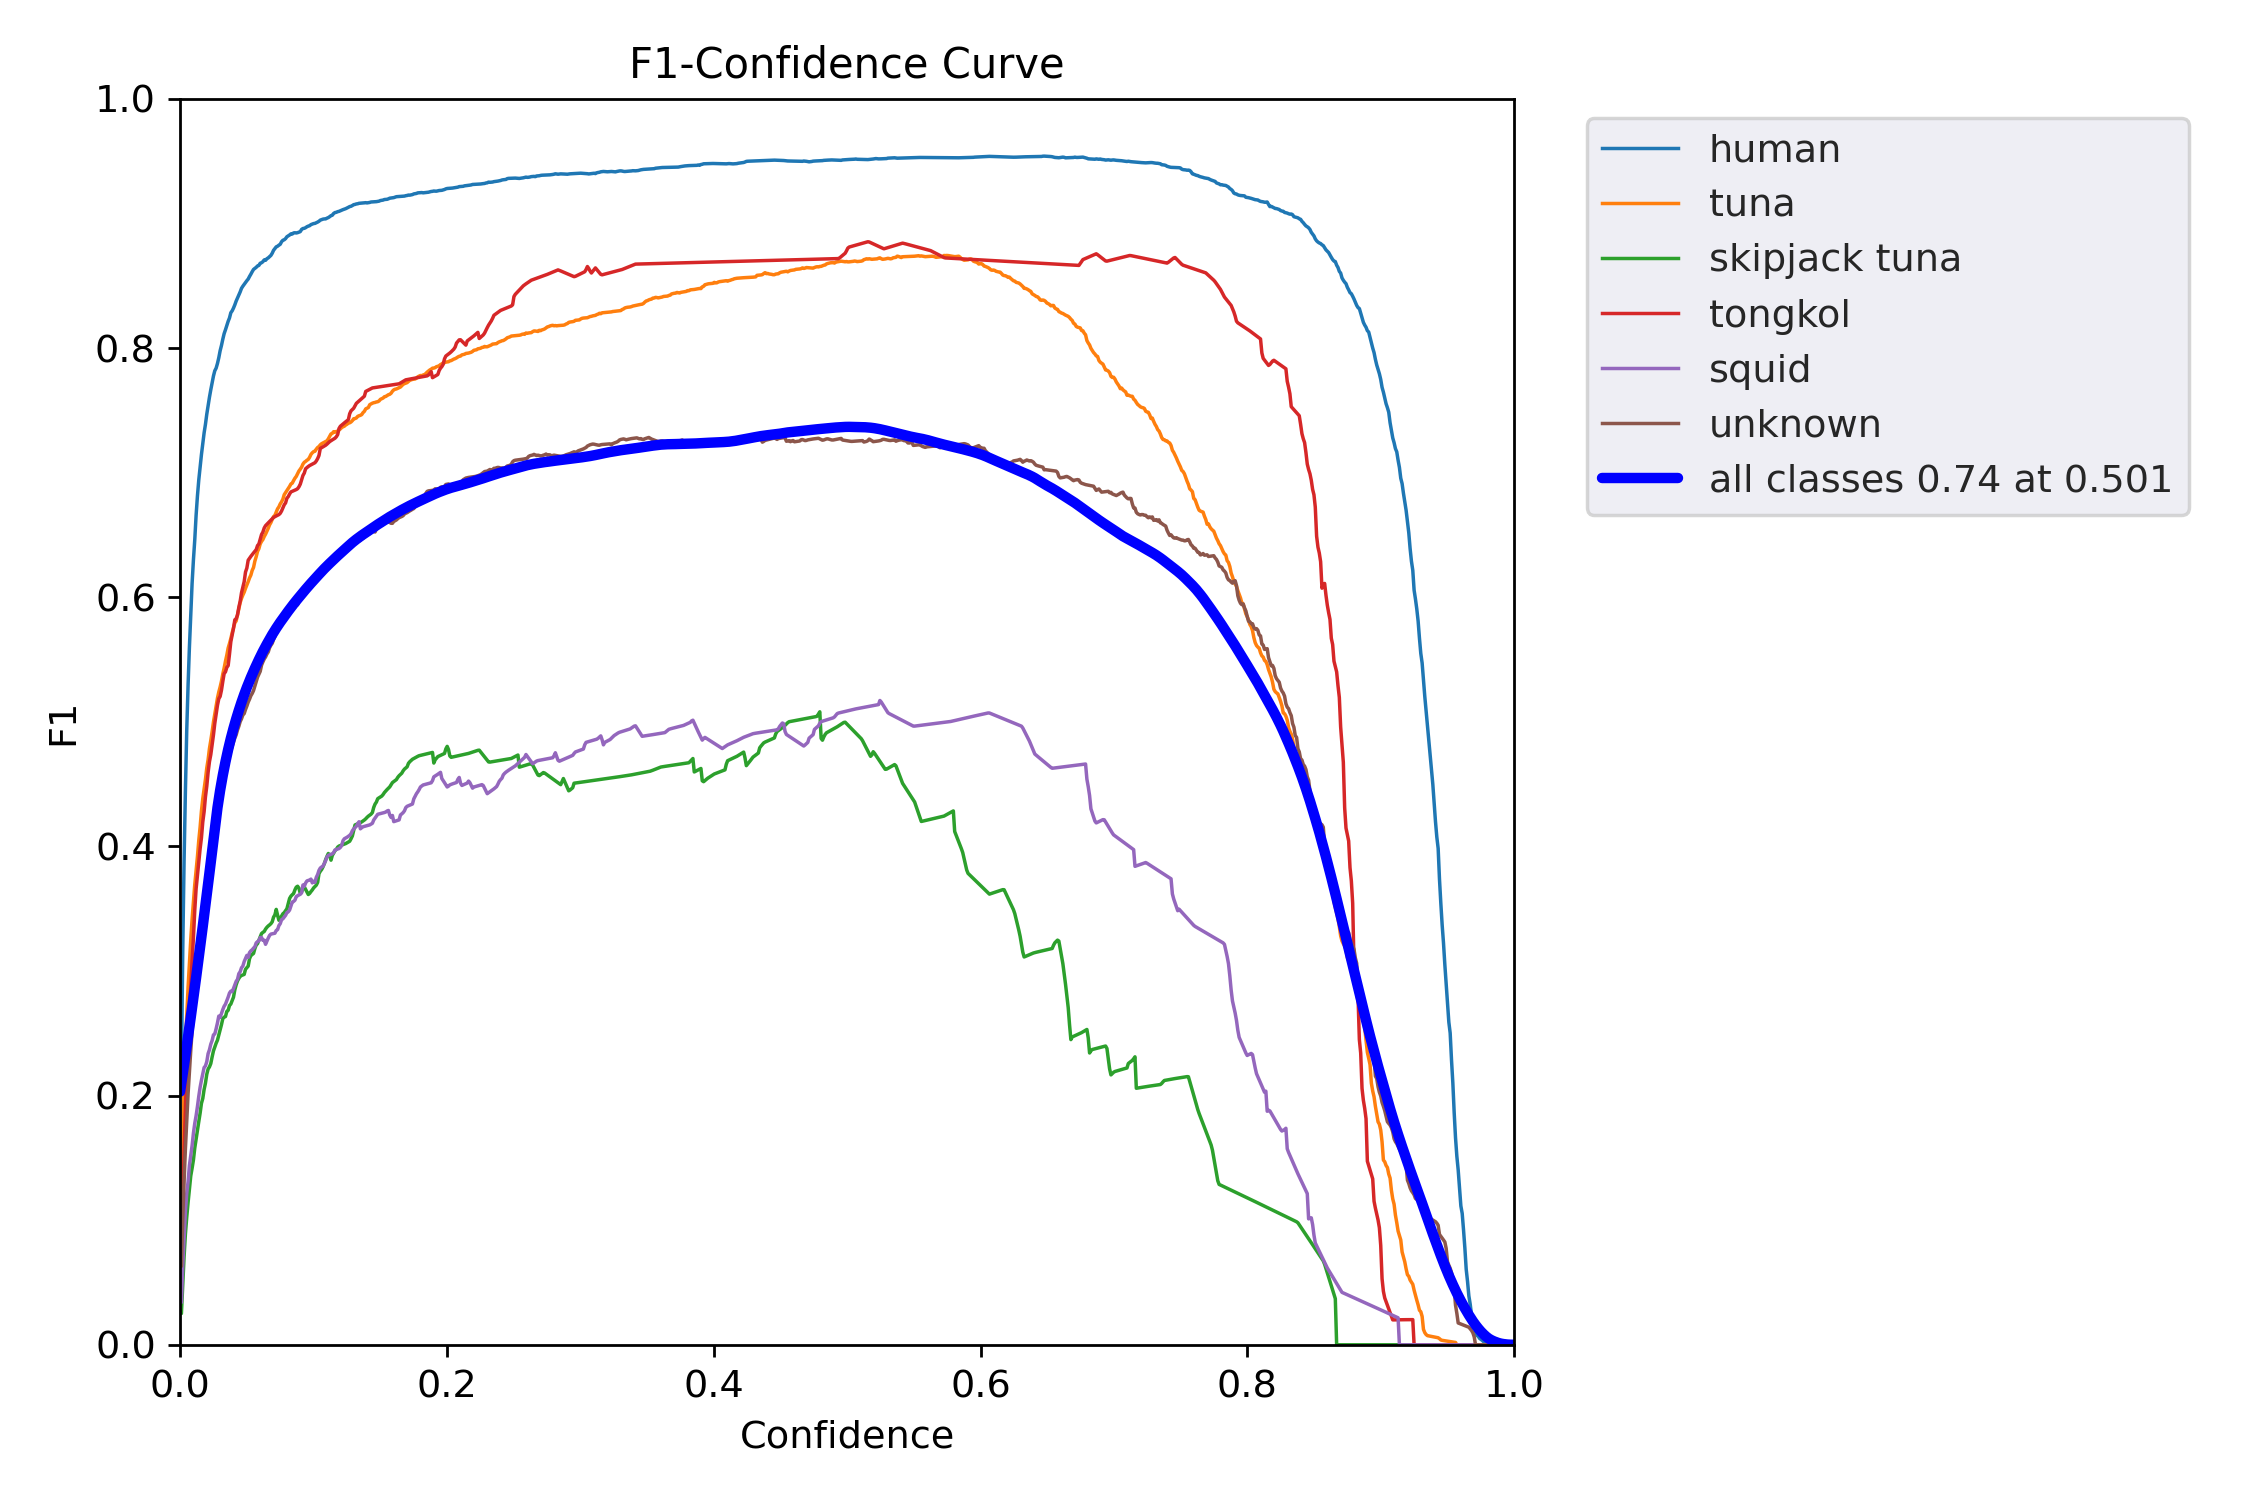 F1-Confidence Curve
1.0
0.8
0.6
0.4
0.2
0.0
F1
0.0 0.2 0.4 0.6 0.8 1.0
Confidence
human
tuna
skipjack tuna
tongkol
squid
unknown
all classes 0.74 at 0.501